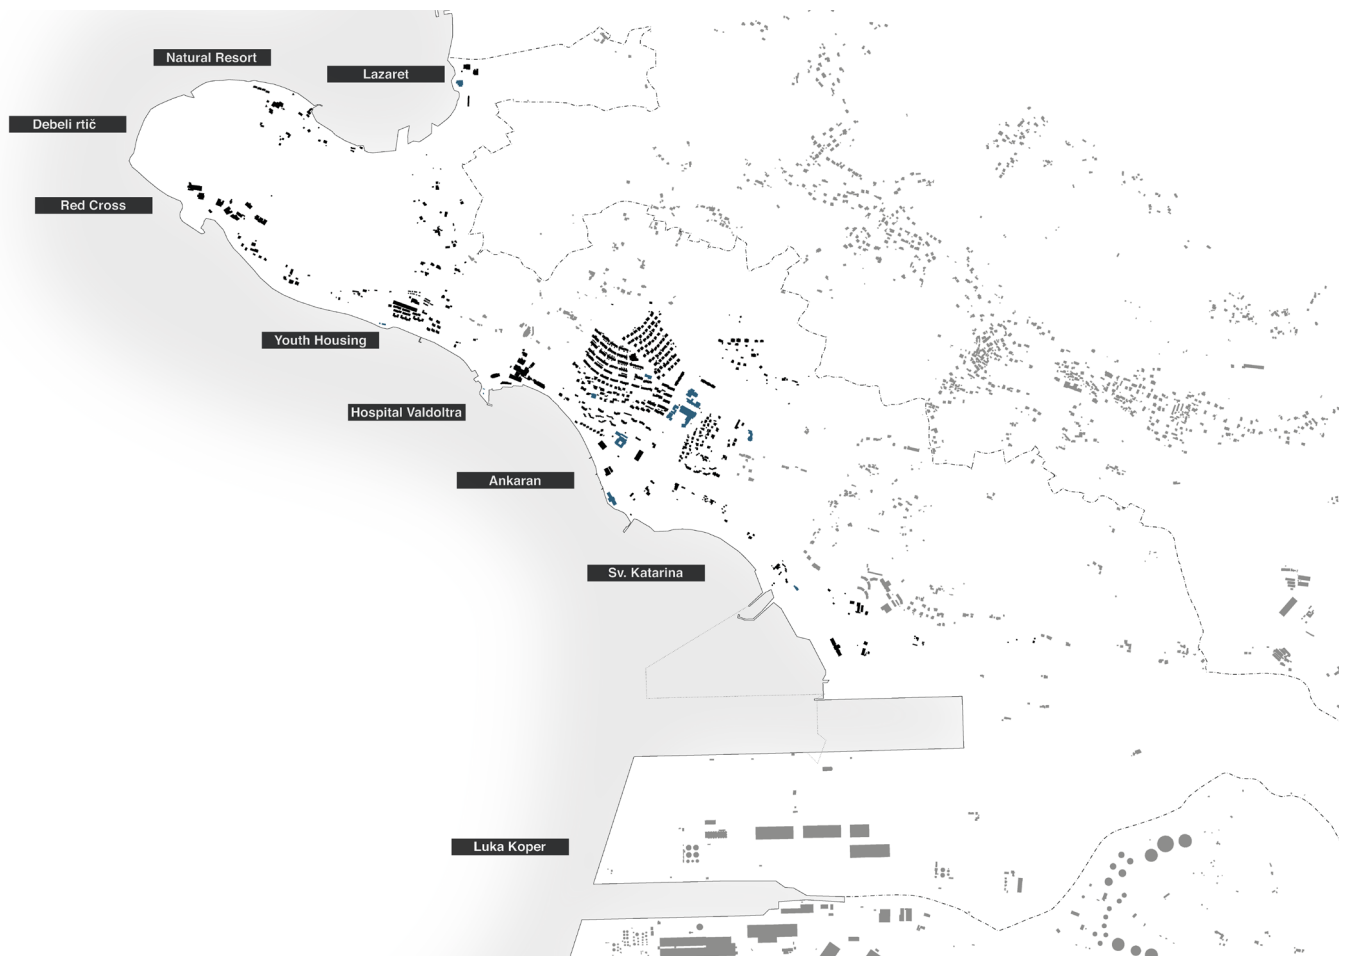 Natural Resort
Lazaret
Debeli rtič
Red Cross
Youth Housing
Hospital Valdoltra
Ankaran
Sv. Katarina
Luka Koper